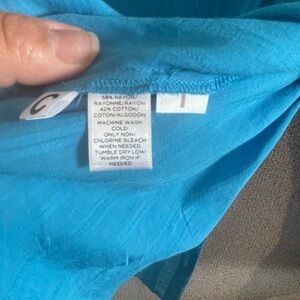 C
58% RAYON/
RAYONNE/RAYON
42% COTTON/
COTON/ALGODÓN
MACHINE WASH
COLD
ONLY NON-
CHLORINE BLEACH
WHEN NEEDED
TUMBLE DRY LOW
WARM IRON IF
NEEDED